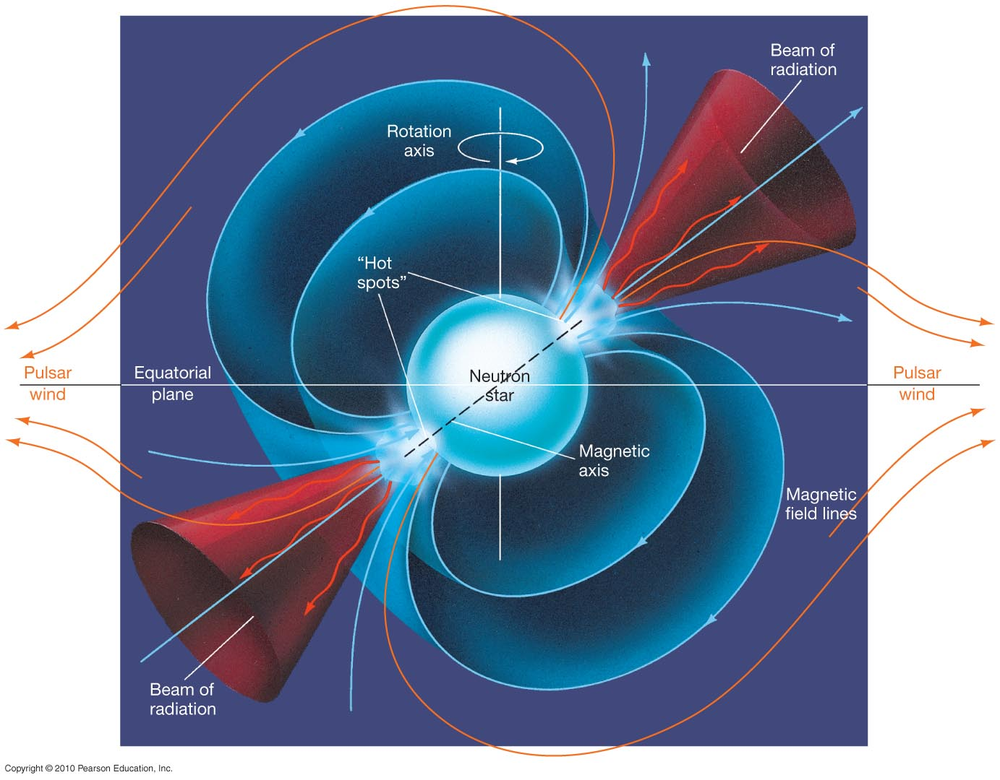 Beam of
radiation
Rotation
axis
“Hot
spots”
Pulsar
wind
Equatorial
plane
Neutron
star
Pulsar
wind
Magnetic
axis
Magnetic
field lines
Beam of
radiation
Copyright © 2010 Pearson Education, Inc.